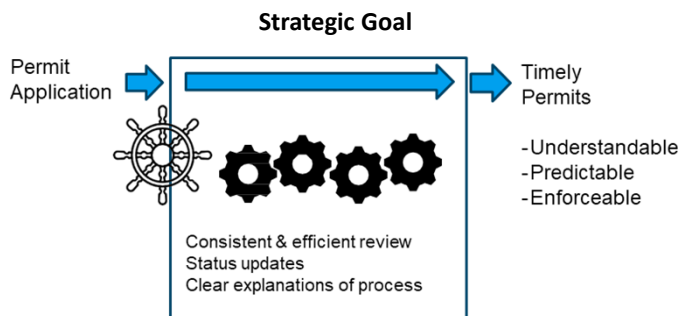 Strategic Goal
Permit
Application
Timely
Permits
-Understandable
-Predictable
-Enforceable
Consistent & efficient review
Status updates
Clear explanations of process